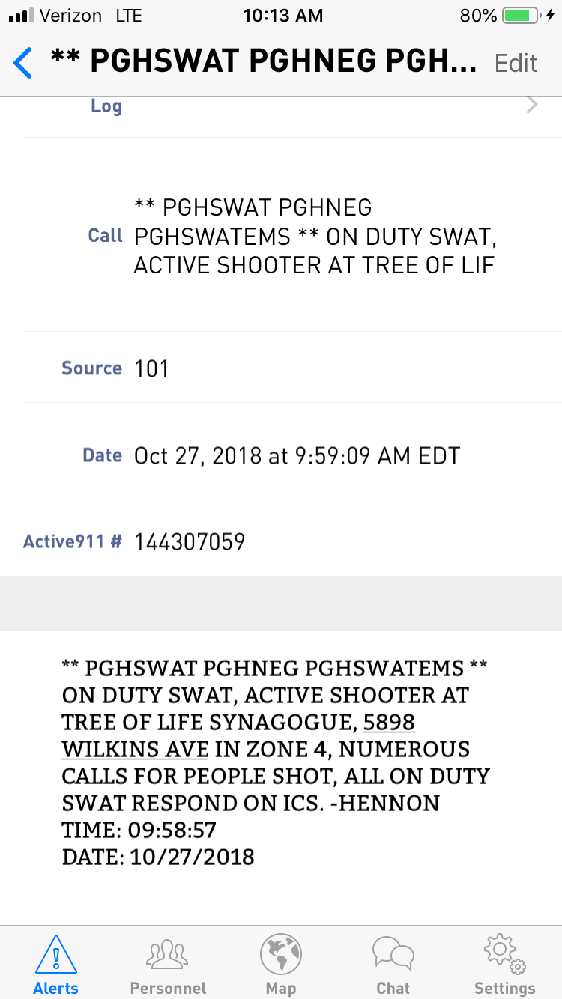 Verizon LTE 10:13 AM 80%
** PGHSWAT PGHNEG PGH... Edit
Log
** PGHSWAT PGHNEG
Call PGHSWATEMS ** ON DUTY SWAT,
ACTIVE SHOOTER AT TREE OF LIF
Source 101
Date Oct 27, 2018 at 9:59:09 AM EDT
Active911 # 144307059
** PGHSWAT PGHNEG PGHSWATEMS **
ON DUTY SWAT, ACTIVE SHOOTER AT
TREE OF LIFE SYNAGOGUE, 5898
WILKINS AVE IN ZONE 4, NUMEROUS
CALLS FOR PEOPLE SHOT, ALL ON DUTY
SWAT RESPOND ON ICS. -HENNON
TIME: 09:58:57
DATE: 10/27/2018
Alerts Personnel Map Chat Settings